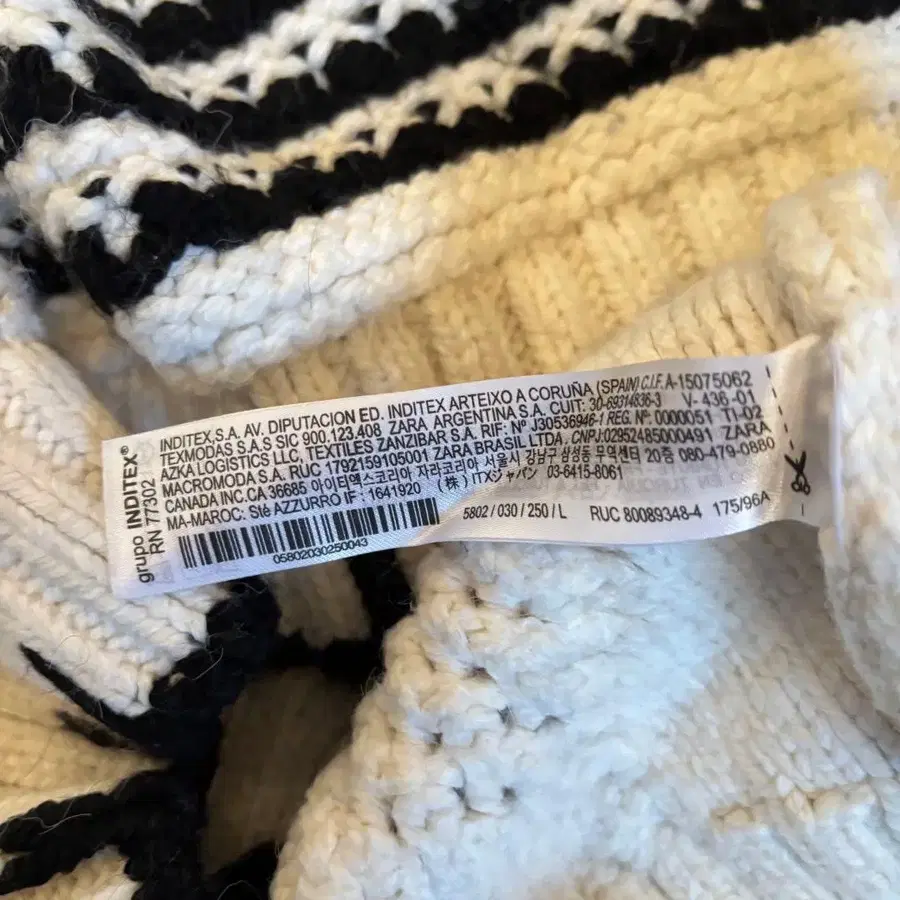 grupo INDITEX®
RN 77302
INDITEX,S.A. AV. DIPUTACION ED. INDITEX ARTEIXO A CORUÑA (SPAIN) C.I.F. A-15075062
TEXMODAS S.A.S SIC 900,123,408 ZARA ARGENTINA S.A. CUIT: 30-69314836-3 V- 436 -01
AZKA LOGISTICS LLC, TEXTILES ZANZIBAR S.A. RIF: Nº J30536946-1 REG. Nº 0000051 TI-02
MACROMODA S.A. RUC 1792159105001 ZARA BRASIL LTDA, CNPJ:02952485000491 ZARA
CANADA INC.CA 36685 아이티엑스코리아 자라코리아 서울시 강남구 삼성동 무역센터 20층 080-479-0880
MA-MAROC: Sté AZZURRO IF : 1641920 (株) ITXジャパン 03-6415-8061
05802030250043
5802 / 030 / 250 / L RUC 80089348-4 175/96A